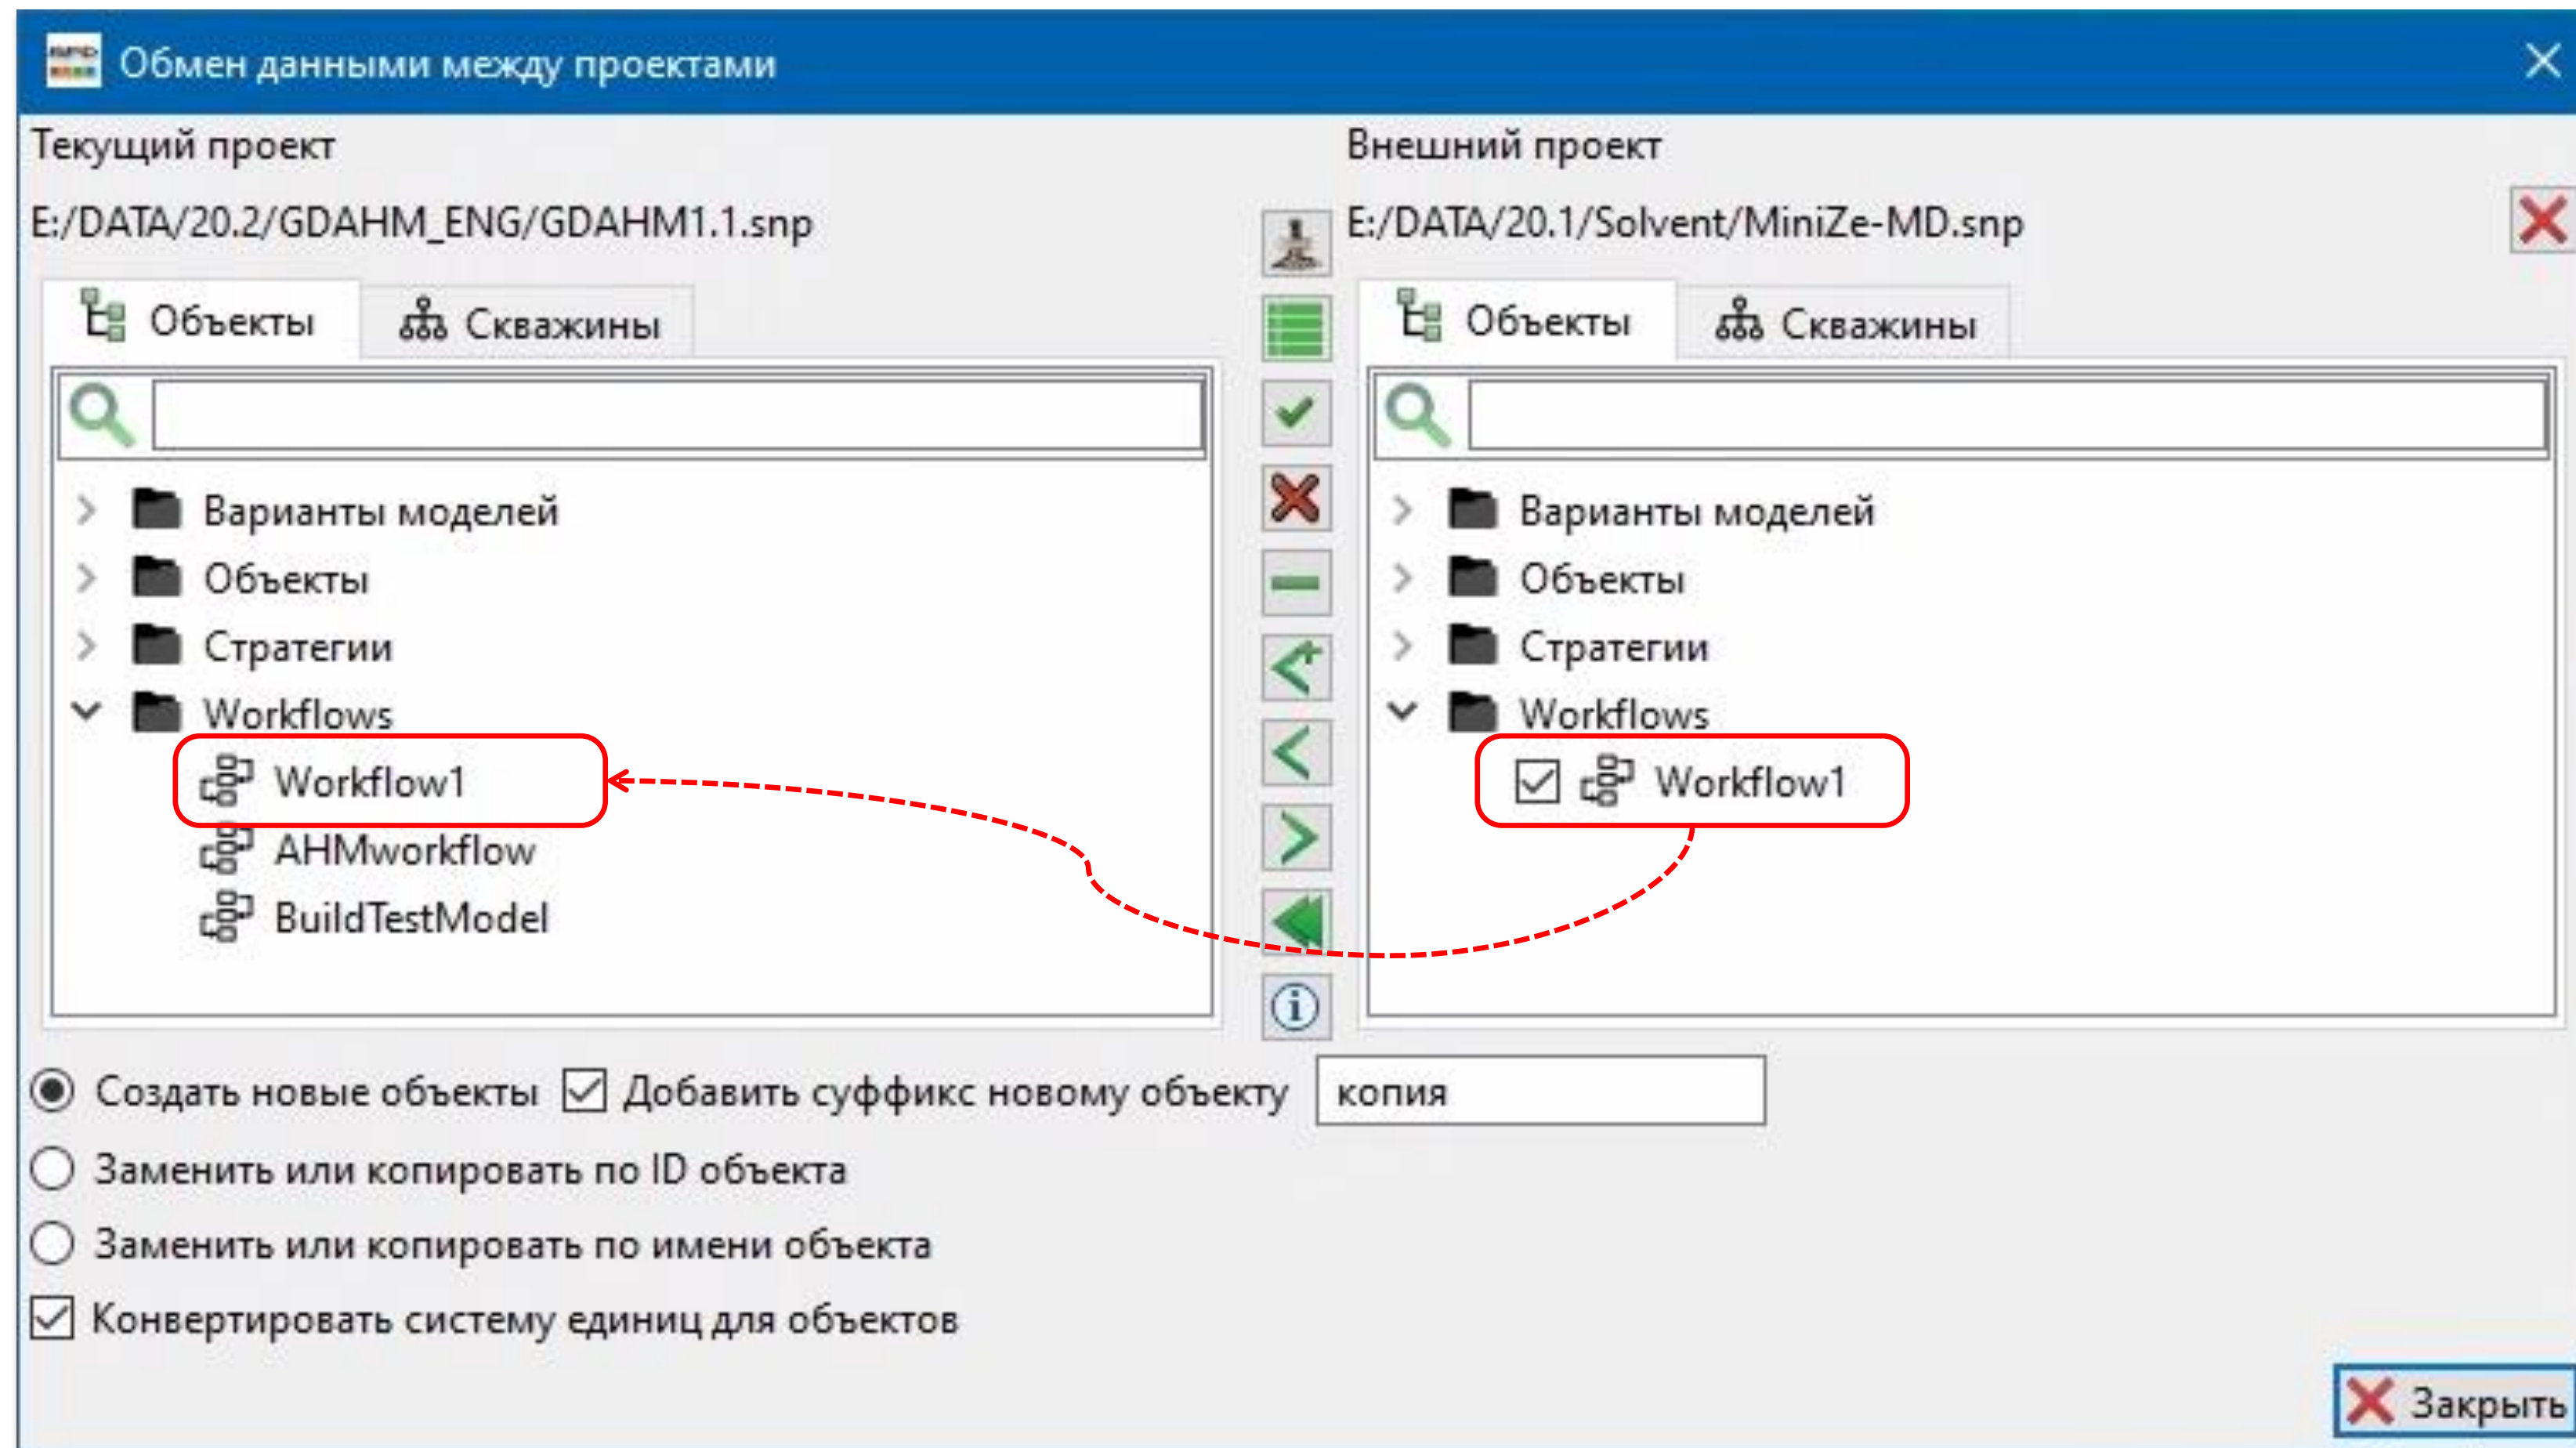 Обмен данными между проектами
Текущий проект
E:/DATA/20.2/GDAHM_ENG/GDAHM1.1.snp
Объекты
Скважины
Варианты моделей
Объекты
Стратегии
Workflows
Workflow1
AHMworkflow
BuildTestModel
Внешний проект
E:/DATA/20.1/Solvent/MiniZe-MD.snp
Объекты
Скважины
Варианты моделей
Объекты
Стратегии
Workflows
Workflow1
Создать новые объекты Добавить суффикс новому объекту копия
Заменить или копировать по ID объекта
Заменить или копировать по имени объекта
Конвертировать систему единиц для объектов
Закрыть